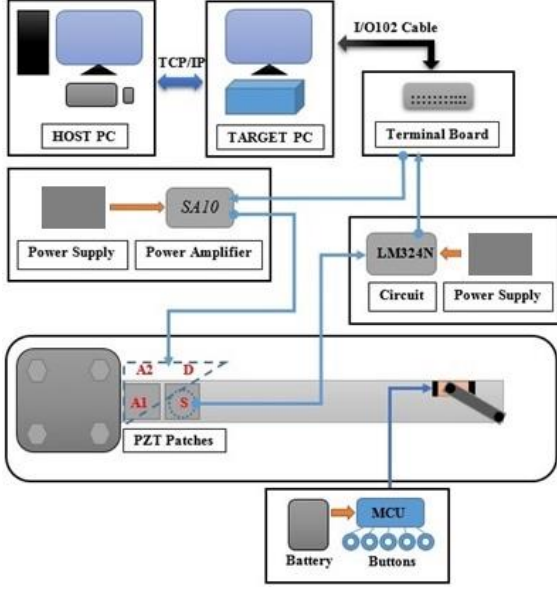 I/O102 Cable
TCP/IP
HOST PC
TARGET PC
Terminal Board
SA10
Power Supply
Power Amplifier
LM324N
Circuit
Power Supply
A2
D
A1
S
PZT Patches
MCU
Battery
Buttons